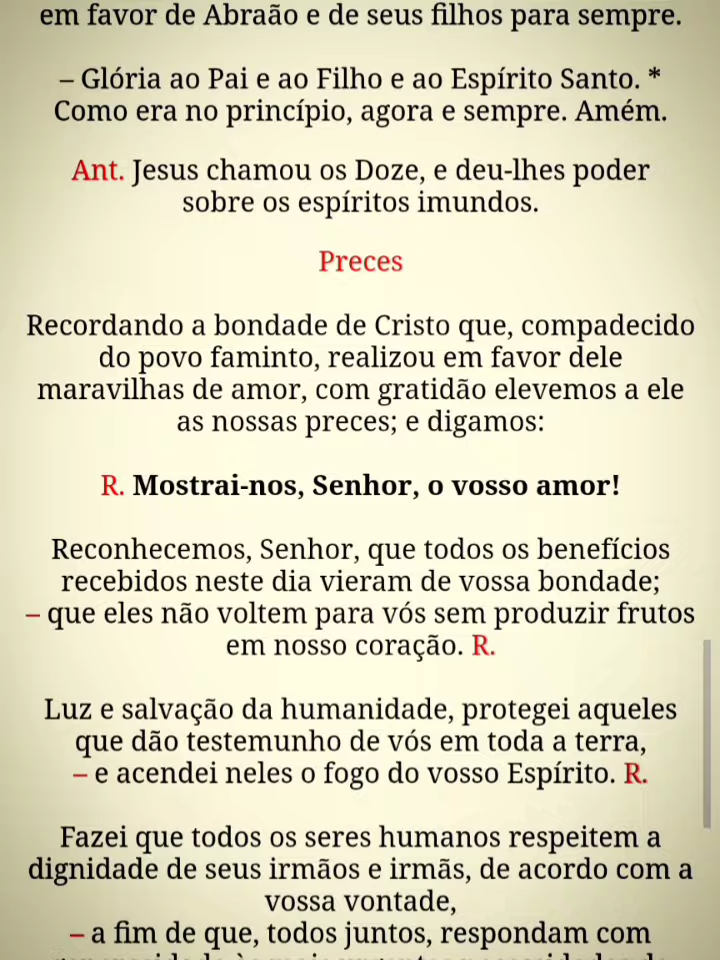 em favor de Abraão e de seus filhos para sempre.
– Glória ao Pai e ao Filho e ao Espírito Santo. *
Como era no princípio, agora e sempre. Amém.
Ant. Jesus chamou os Doze, e deu-lhes poder
sobre os espíritos imundos.
Preces
Recordando a bondade de Cristo que, compadecido
do povo faminto, realizou em favor dele
maravilhas de amor, com gratidão elevemos a ele
as nossas preces; e digamos:
R. Mostrai-nos, Senhor, o vosso amor!
Reconhecemos, Senhor, que todos os benefícios
recebidos neste dia vieram de vossa bondade;
– que eles não voltem para vós sem produzir frutos
em nosso coração. R.
Luz e salvação da humanidade, protegei aqueles
que dão testemunho de vós em toda a terra,
– e acendei neles o fogo do vosso Espírito. R.
Fazei que todos os seres humanos respeitem a
dignidade de seus irmãos e irmãs, de acordo com a
vossa vontade,
– a fim de que, todos juntos, respondam com